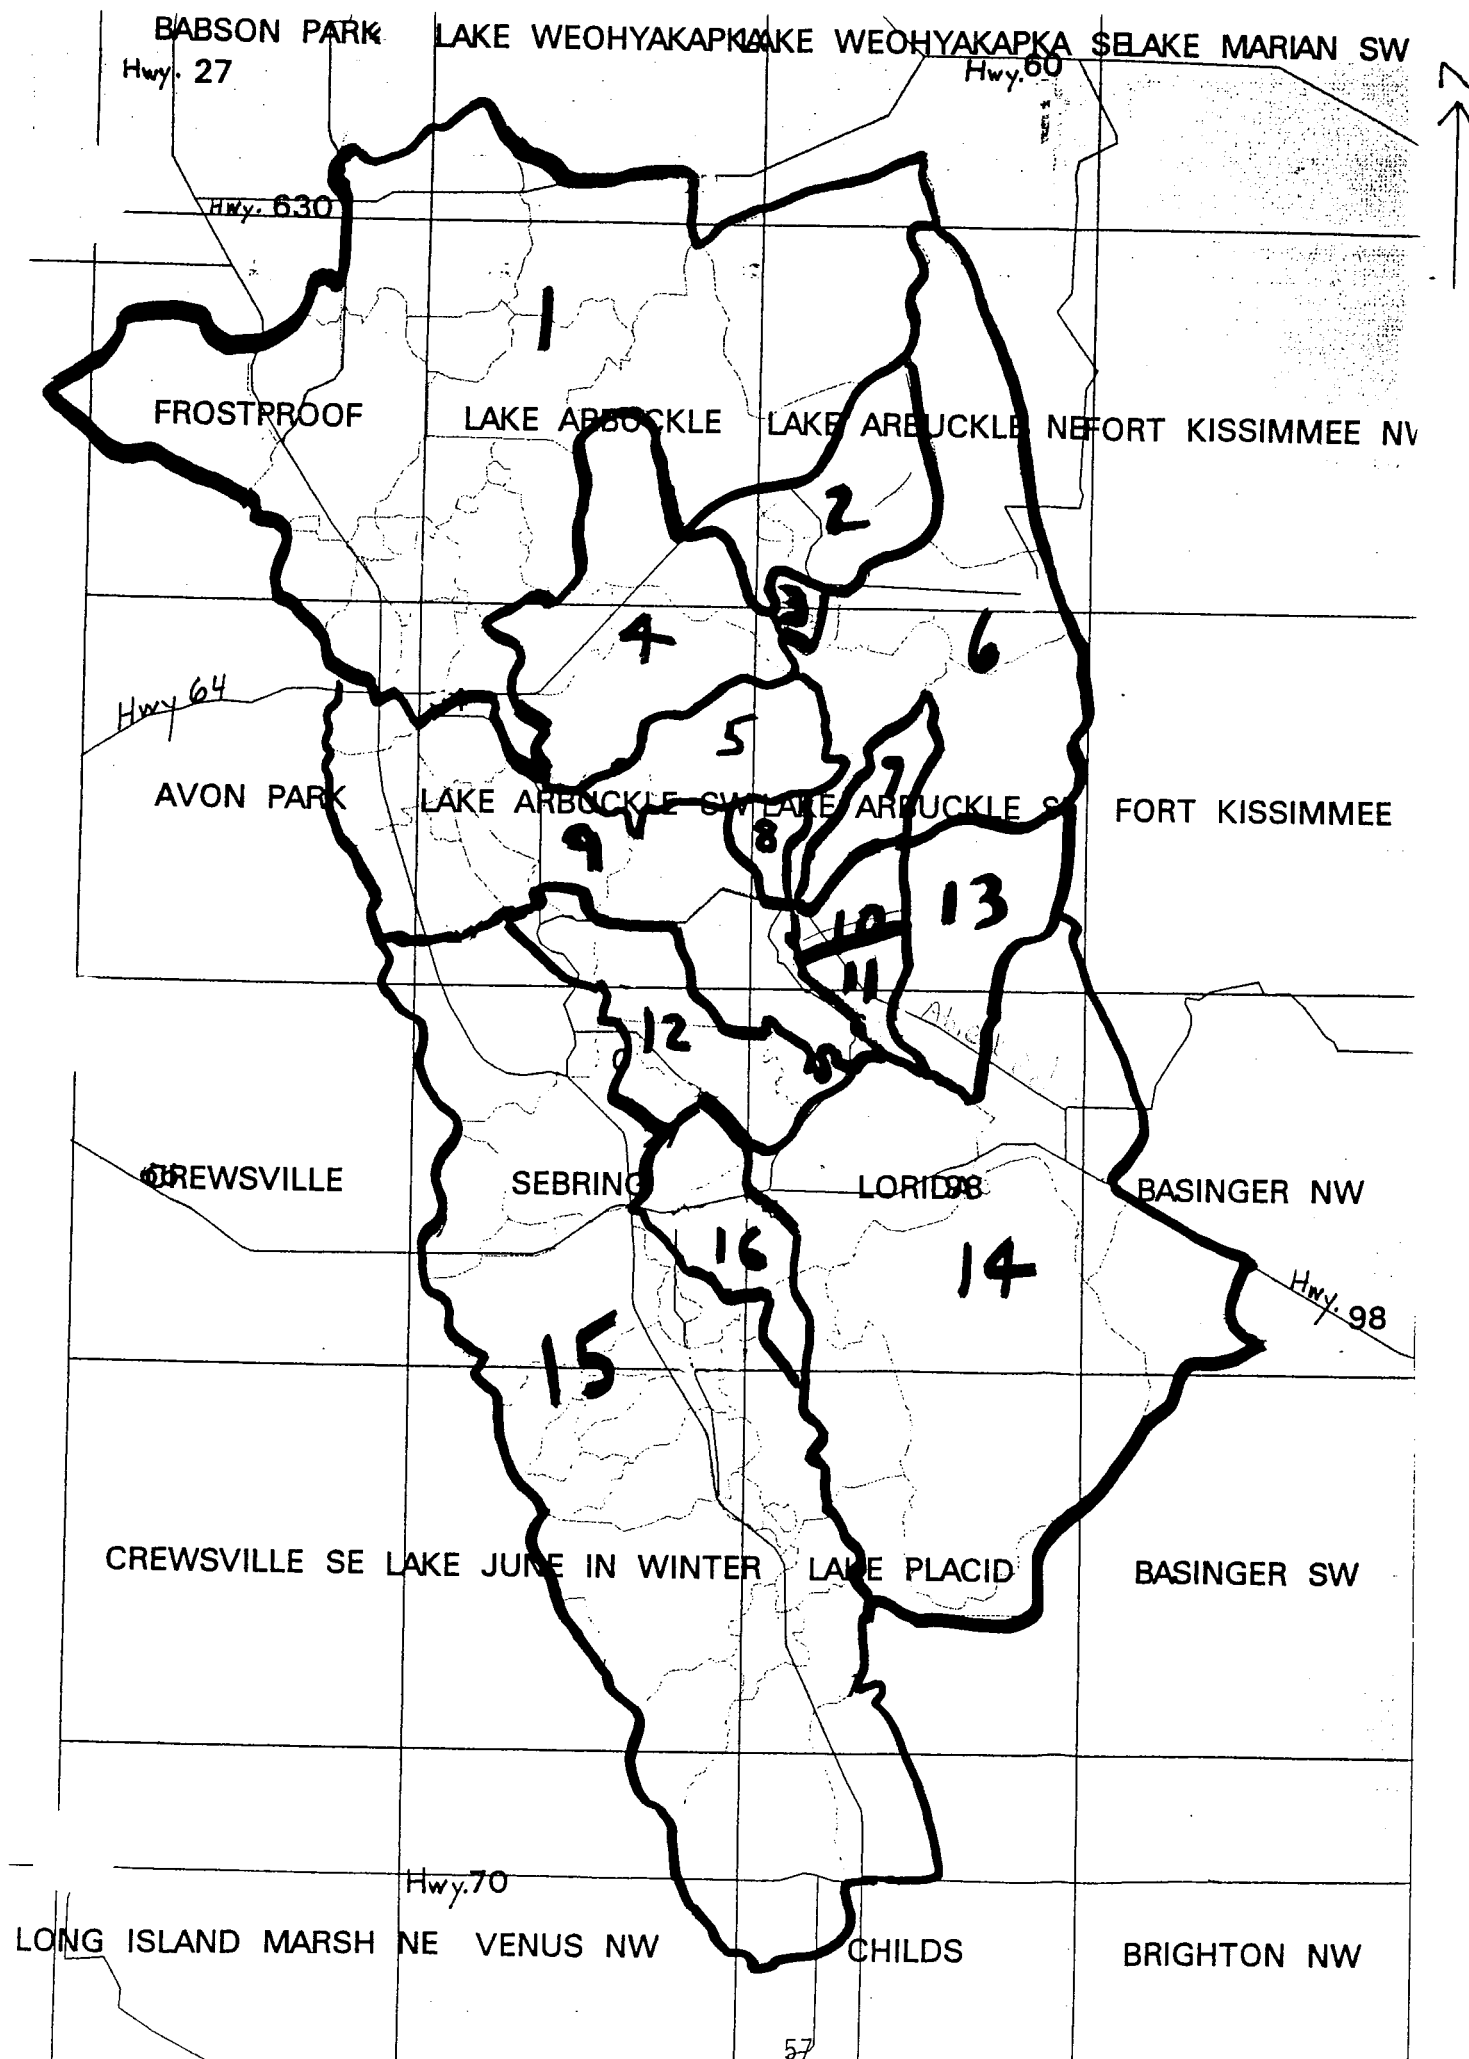 BABSON PARK LAKE WEOHYAKAPKA LAKE WEOHYAKAPKA SE LAKE MARIAN SW
Hwy. 27
Hwy. 60
Hwy. 630
1
FROSTPROOF LAKE ARBUCKLE LAKE ARBUCKLE NE FORT KISSIMMEE NW
2
3
4
6
Hwy 64
5
7
AVON PARK LAKE ARBUCKLE SW LAKE ARBUCKLE SE FORT KISSIMMEE
8
9
13
10
11
12
CREWSVILLE SEBRING LORIDA 98 BASINGER NW
16
14
Hwy. 98
15
CREWSVILLE SE LAKE JUNE IN WINTER LAKE PLACID BASINGER SW
Hwy. 70
LONG ISLAND MARSH NE VENUS NW CHILDS BRIGHTON NW
57